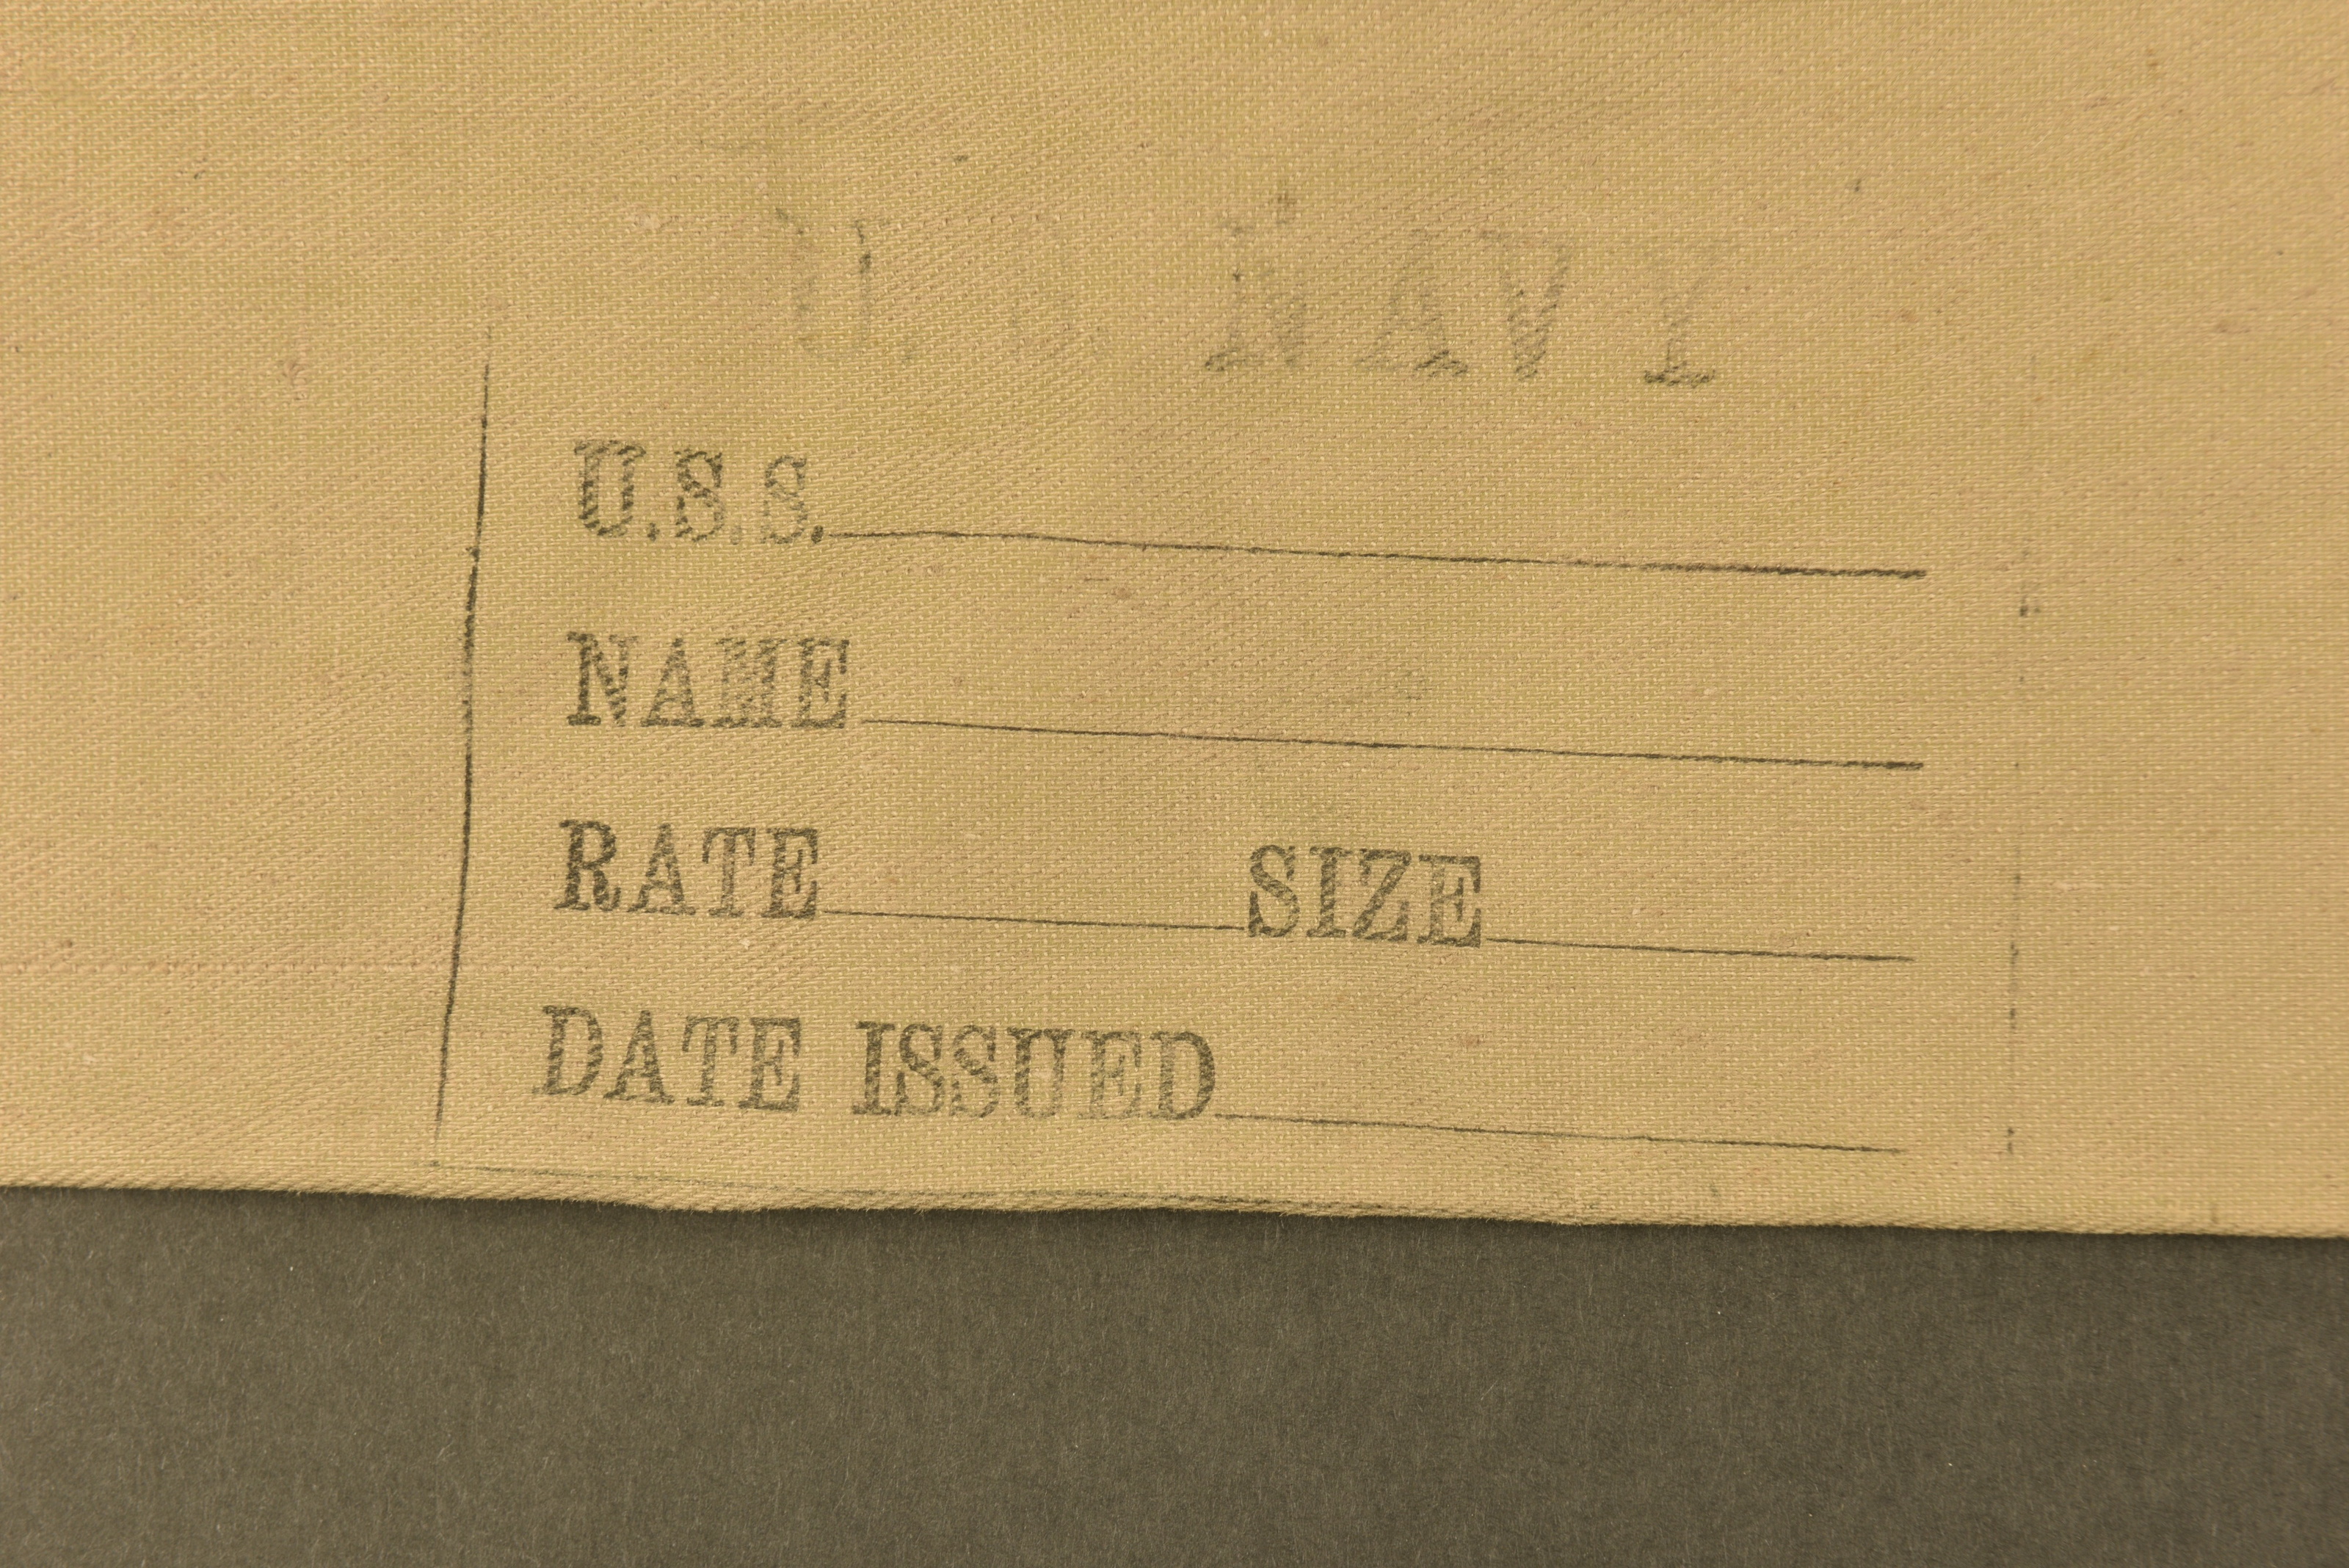 U.S. NAVY
U.S.S.
NAME
RATE SIZE
DATE ISSUED